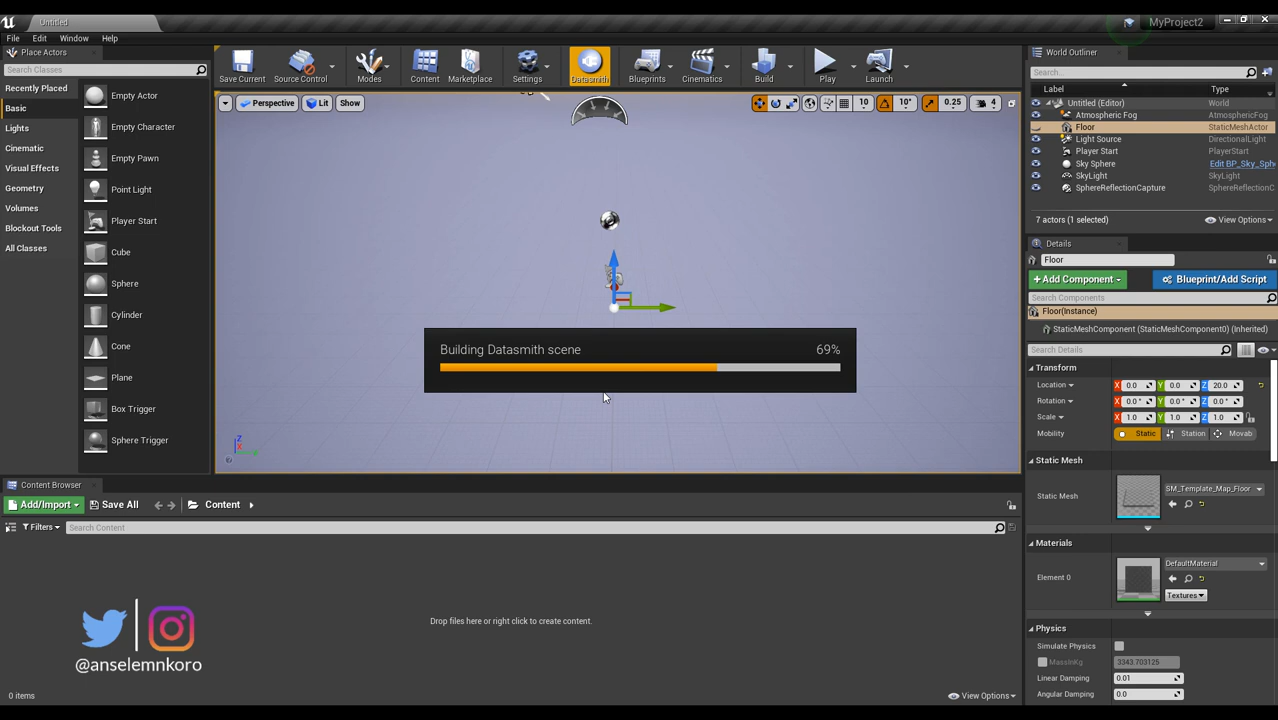 Untitled
MyProject2
File Edit Window Help
Place Actors
Search Classes
Recently Placed
Basic
Lights
Cinematic
Visual Effects
Geometry
Volumes
Blockout Tools
All Classes
Empty Actor
Empty Character
Empty Pawn
Point Light
Player Start
Cube
Sphere
Cylinder
Cone
Plane
Box Trigger
Sphere Trigger
Save Current Source Control Modes Content Marketplace Settings Datasmith Blueprints Cinematics Build Play Launch
Perspective Lit Show
10 10° 0.25 4
Building Datasmith scene 69%
Z
World Outliner
Search...
Label Type
Untitled (Editor) World
Atmospheric Fog AtmosphericFog
Floor StaticMeshActor
Light Source DirectionalLight
Player Start PlayerStart
Sky Sphere Edit BP_Sky_Sph
SkyLight SkyLight
SphereReflectionCapture SphereReflectionC
7 actors (1 selected) View Options
Details
Floor
+Add Component Blueprint/Add Script
Search Components
Floor(Instance)
StaticMeshComponent (StaticMeshComponent0) (Inherited)
Search Details
Transform
Location X 0.0 Y 0.0 Z 20.0
Rotation X 0.0° Y 0.0° Z 0.0°
Scale X 1.0 Y 1.0 Z 1.0
Mobility Static Station Movab
Static Mesh
Static Mesh SM_Template_Map_Floor
Materials
Element 0 DefaultMaterial
Textures
Physics
Simulate Physics
MassInKg 3343.703125
Linear Damping 0.01
Angular Damping 0.0
Content Browser
Add/Import Save All Content
Filters Search Content
Drop files here or right click to create content.
@anselemnkoro
0 items View Options